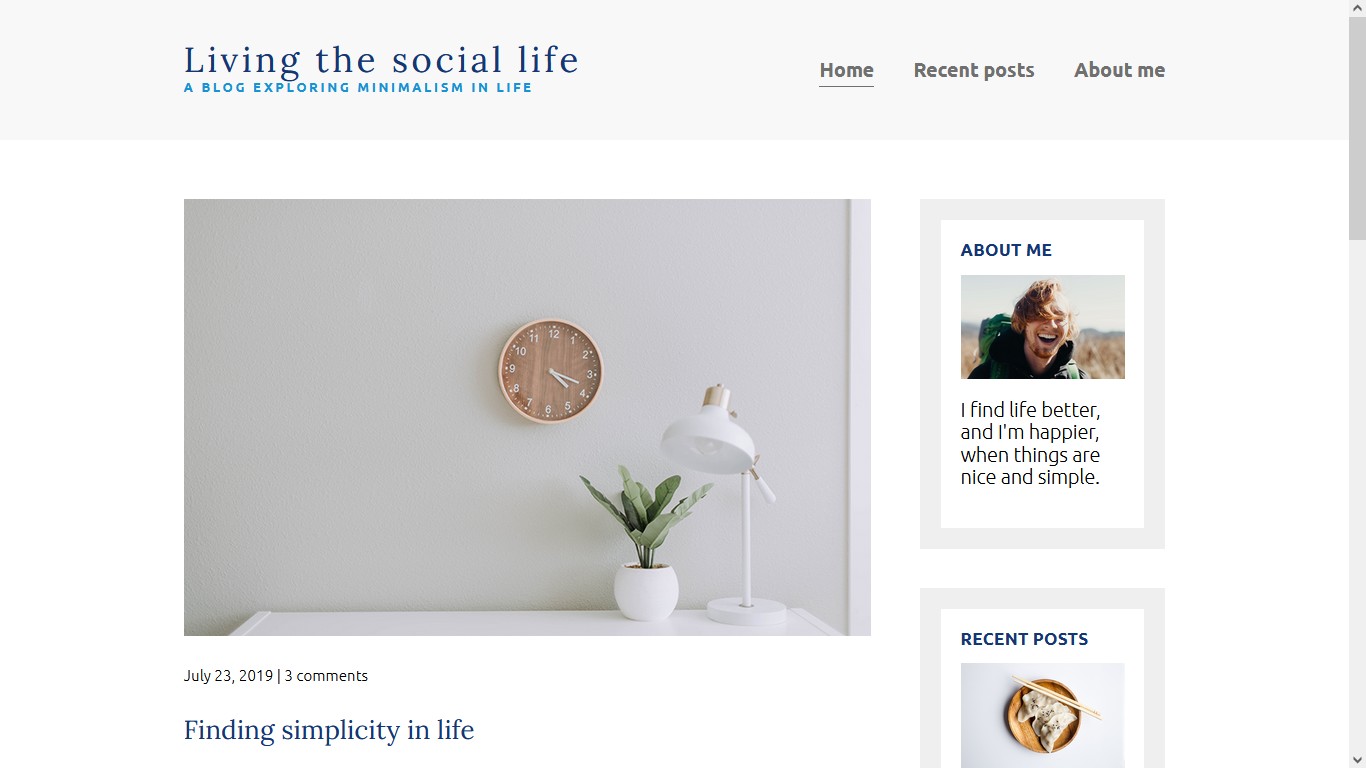 Living the social life
A BLOG EXPLORING MINIMALISM IN LIFE
Home
Recent posts
About me
12
1
2
3
4
5
6
7
8
9
10
11
July 23, 2019 | 3 comments
Finding simplicity in life
ABOUT ME
I find life better,
and I'm happier,
when things are
nice and simple.
RECENT POSTS